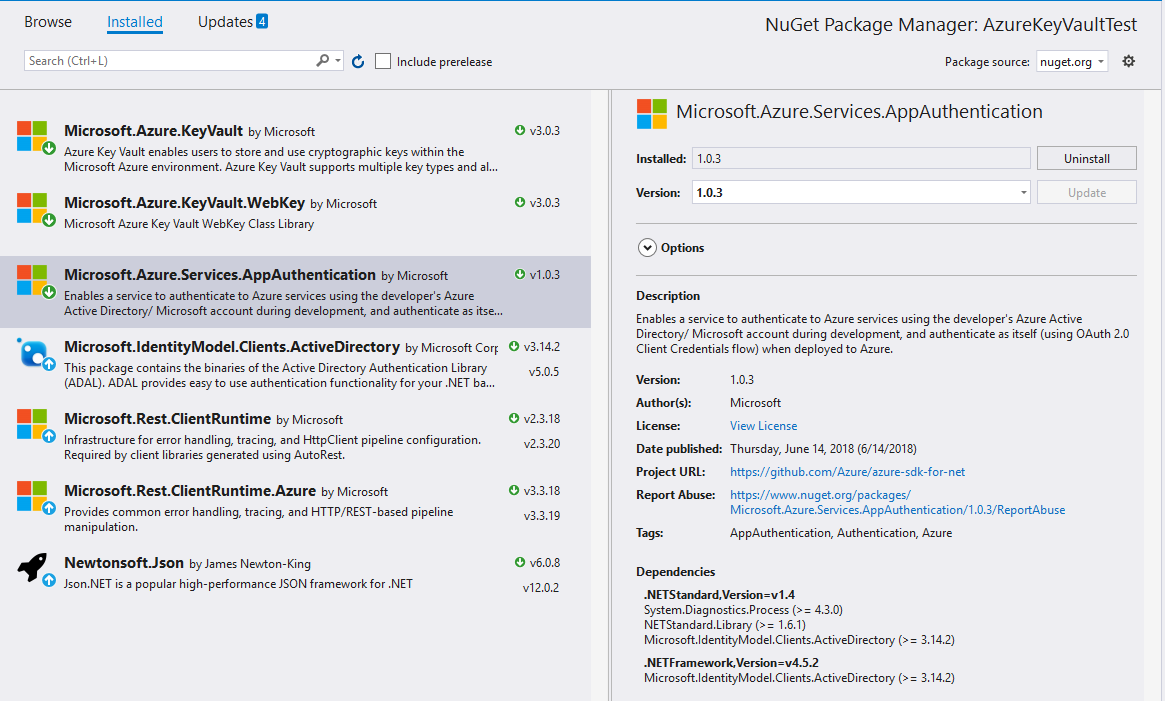 Browse
Installed
Updates 4
NuGet Package Manager: AzureKeyVaultTest
Search (Ctrl+L)
Include prerelease
Package source: nuget.org
Microsoft.Azure.KeyVault by Microsoft
v3.0.3
Azure Key Vault enables users to store and use cryptographic keys within the
Microsoft Azure environment. Azure Key Vault supports multiple key types and al...
Microsoft.Azure.KeyVault.WebKey by Microsoft
v3.0.3
Microsoft Azure Key Vault WebKey Class Library
Microsoft.Azure.Services.AppAuthentication by Microsoft
v1.0.3
Enables a service to authenticate to Azure services using the developer's Azure
Active Directory/ Microsoft account during development, and authenticate as itse...
Microsoft.IdentityModel.Clients.ActiveDirectory by Microsoft Corp
v3.14.2
This package contains the binaries of the Active Directory Authentication Library
v5.0.5
(ADAL). ADAL provides easy to use authentication functionality for your .NET ba...
Microsoft.Rest.ClientRuntime by Microsoft
v2.3.18
Infrastructure for error handling, tracing, and HttpClient pipeline configuration.
v2.3.20
Required by client libraries generated using AutoRest.
Microsoft.Rest.ClientRuntime.Azure by Microsoft
v3.3.18
Provides common error handling, tracing, and HTTP/REST-based pipeline
v3.3.19
manipulation.
Newtonsoft.Json by James Newton-King
v6.0.8
Json.NET is a popular high-performance JSON framework for .NET
v12.0.2
Microsoft.Azure.Services.AppAuthentication
Installed: 1.0.3
Uninstall
Version: 1.0.3
Update
Options
Description
Enables a service to authenticate to Azure services using the developer's Azure Active
Directory/ Microsoft account during development, and authenticate as itself (using OAuth 2.0
Client Credentials flow) when deployed to Azure.
Version: 1.0.3
Author(s): Microsoft
License: View License
Date published: Thursday, June 14, 2018 (6/14/2018)
Project URL: https://github.com/Azure/azure-sdk-for-net
Report Abuse: https://www.nuget.org/packages/
Microsoft.Azure.Services.AppAuthentication/1.0.3/ReportAbuse
Tags: AppAuthentication, Authentication, Azure
Dependencies
.NETStandard,Version=v1.4
System.Diagnostics.Process (>= 4.3.0)
NETStandard.Library (>= 1.6.1)
Microsoft.IdentityModel.Clients.ActiveDirectory (>= 3.14.2)
.NETFramework,Version=v4.5.2
Microsoft.IdentityModel.Clients.ActiveDirectory (>= 3.14.2)